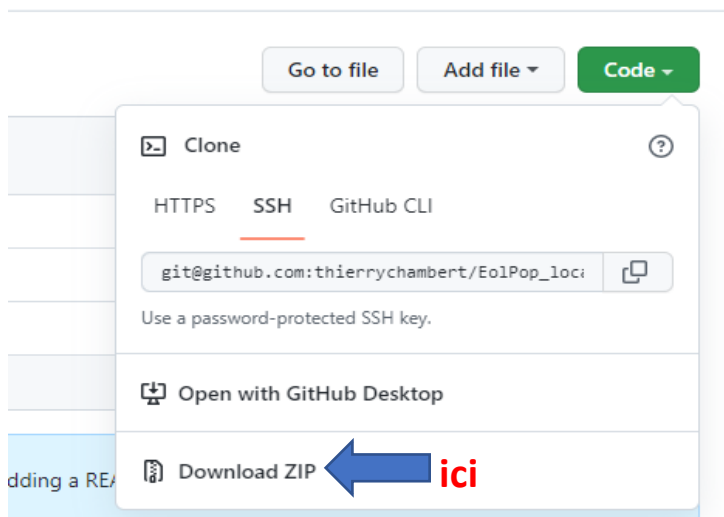 Go to file
Add file
Code
Clone
HTTPS SSH GitHub CLI
git@github.com:thierrychambert/EolPop_loca
Use a password-protected SSH key.
Open with GitHub Desktop
dding a REA
Download ZIP
ici